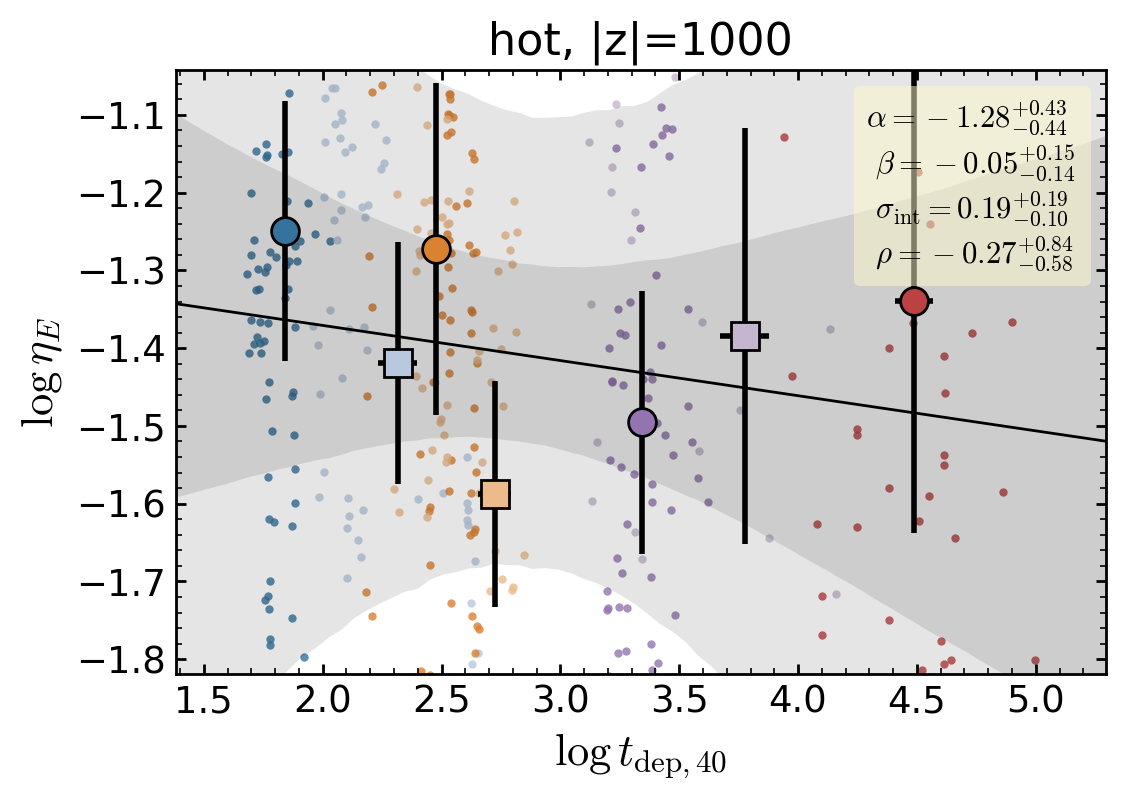 hot, |z|=1000
α = −1.28+0.43 −0.44
β = −0.05+0.15 −0.14
σint = 0.19+0.19 −0.10
ρ = −0.27+0.84 −0.58
−1.1
−1.2
−1.3
−1.4
−1.5
−1.6
−1.7
−1.8
log ηE
1.5 2.0 2.5 3.0 3.5 4.0 4.5 5.0
log tdep, 40